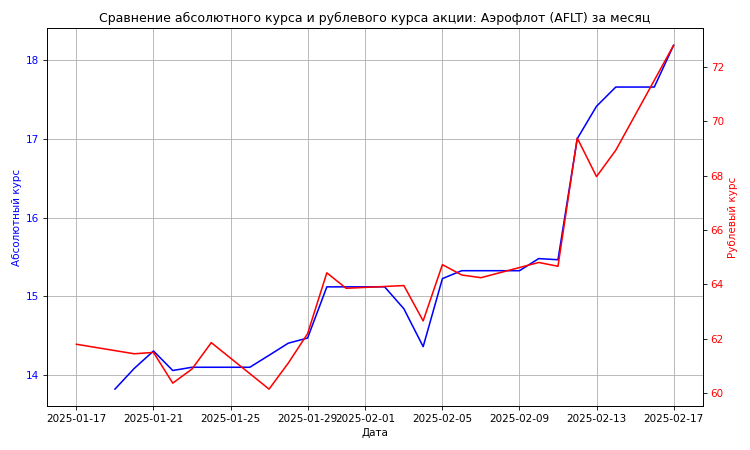 Сравнение абсолютного курса и рублевого курса акции: Аэрофлот (AFLT) за месяц
Абсолютный курс
18
17
16
15
14
72
70
68
66
64
62
60
Рублевый курс
2025-01-17 2025-01-21 2025-01-25 2025-01-29 2025-02-01 2025-02-05 2025-02-09 2025-02-13 2025-02-17
Дата